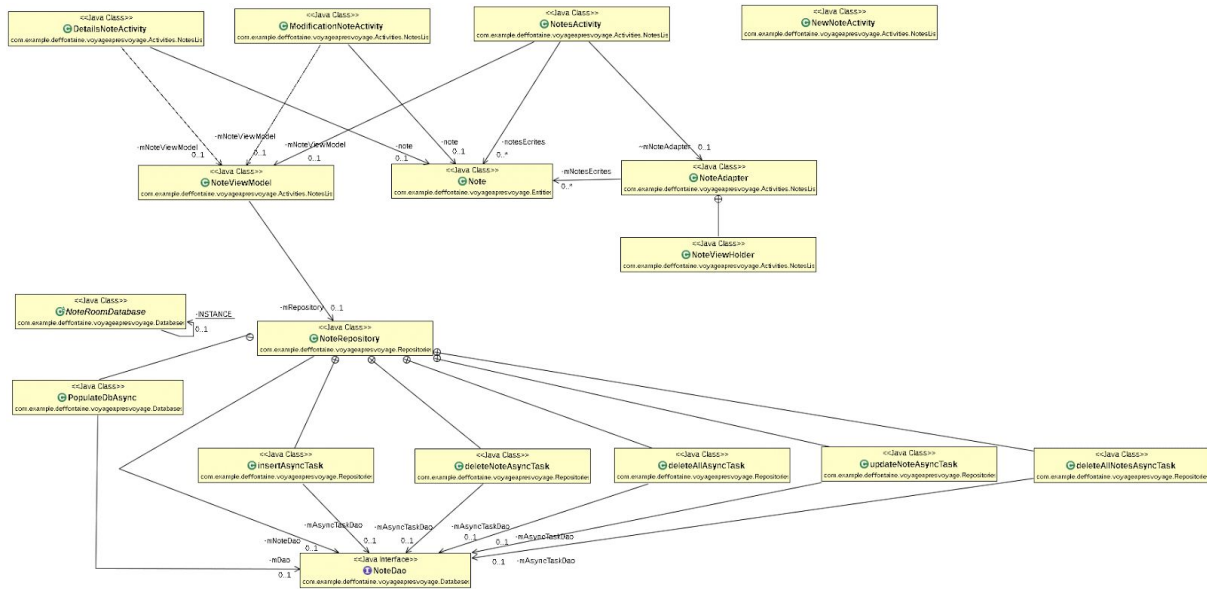 <<Java Class>>
DetailsNoteActivity
com.example.deffontaine.voyageapresvoyage.Activities.NotesLis
<<Java Class>>
ModificationNoteActivity
com.example.deffontaine.voyageapresvoyage.Activities.NotesLis
<<Java Class>>
NotesActivity
com.example.deffontaine.voyageapresvoyage.Activities.NotesLis
<<Java Class>>
NewNoteActivity
com.example.deffontaine.voyageapresvoyage.Activities.NotesLis
-mNoteViewModel
0..1
-mNoteViewModel
0..1
-mNoteViewModel
0..1
-note
0..1
-note
0..1
-notesEcrites
0..*
~mNoteAdapter
0..1
<<Java Class>>
NoteViewModel
com.example.deffontaine.voyageapresvoyage.Activities.NotesLis
<<Java Class>>
Note
com.example.deffontaine.voyageapresvoyage.Entities
-mNotesEcrites
0..*
<<Java Class>>
NoteAdapter
com.example.deffontaine.voyageapresvoyage.Activities.NotesLis
<<Java Class>>
NoteViewHolder
com.example.deffontaine.voyageapresvoyage.Activities.NotesLis
-mRepository
0..1
<<Java Class>>
NoteRoomDatabase
com.example.deffontaine.voyageapresvoyage.Database
-INSTANCE
0..1
<<Java Class>>
NoteRepository
com.example.deffontaine.voyageapresvoyage.Repositories
<<Java Class>>
PopulateDbAsync
com.example.deffontaine.voyageapresvoyage.Database
<<Java Class>>
insertAsyncTask
com.example.deffontaine.voyageapresvoyage.Repositories
<<Java Class>>
deleteNoteAsyncTask
com.example.deffontaine.voyageapresvoyage.Repositories
<<Java Class>>
deleteAllAsyncTask
com.example.deffontaine.voyageapresvoyage.Repositories
<<Java Class>>
updateNoteAsyncTask
com.example.deffontaine.voyageapresvoyage.Repositories
<<Java Class>>
deleteAllNotesAsyncTask
com.example.deffontaine.voyageapresvoyage.Repositories
-mDao
0..1
-mNoteDao
0..1
-mAsyncTaskDao
0..1
-mAsyncTaskDao
0..1
-mAsyncTaskDao
0..1
-mAsyncTaskDao
0..1
-mAsyncTaskDao
0..1
<<Java Interface>>
NoteDao
com.example.deffontaine.voyageapresvoyage.Database